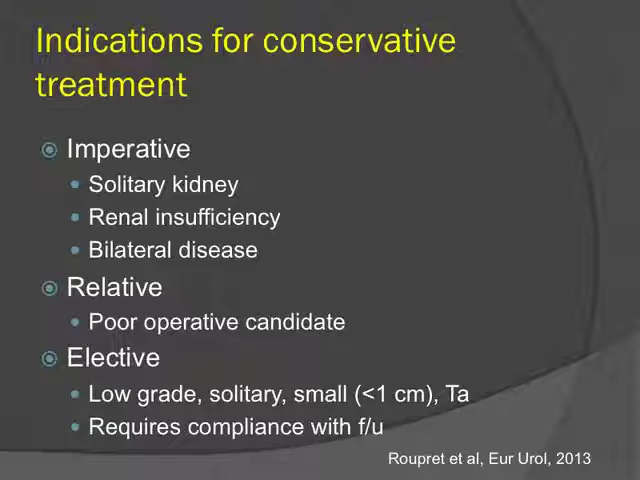 Indications for conservative
treatment
Imperative
Solitary kidney
Renal insufficiency
Bilateral disease
Relative
Poor operative candidate
Elective
Low grade, solitary, small (<1 cm), Ta
Requires compliance with f/u
Roupret et al, Eur Urol, 2013